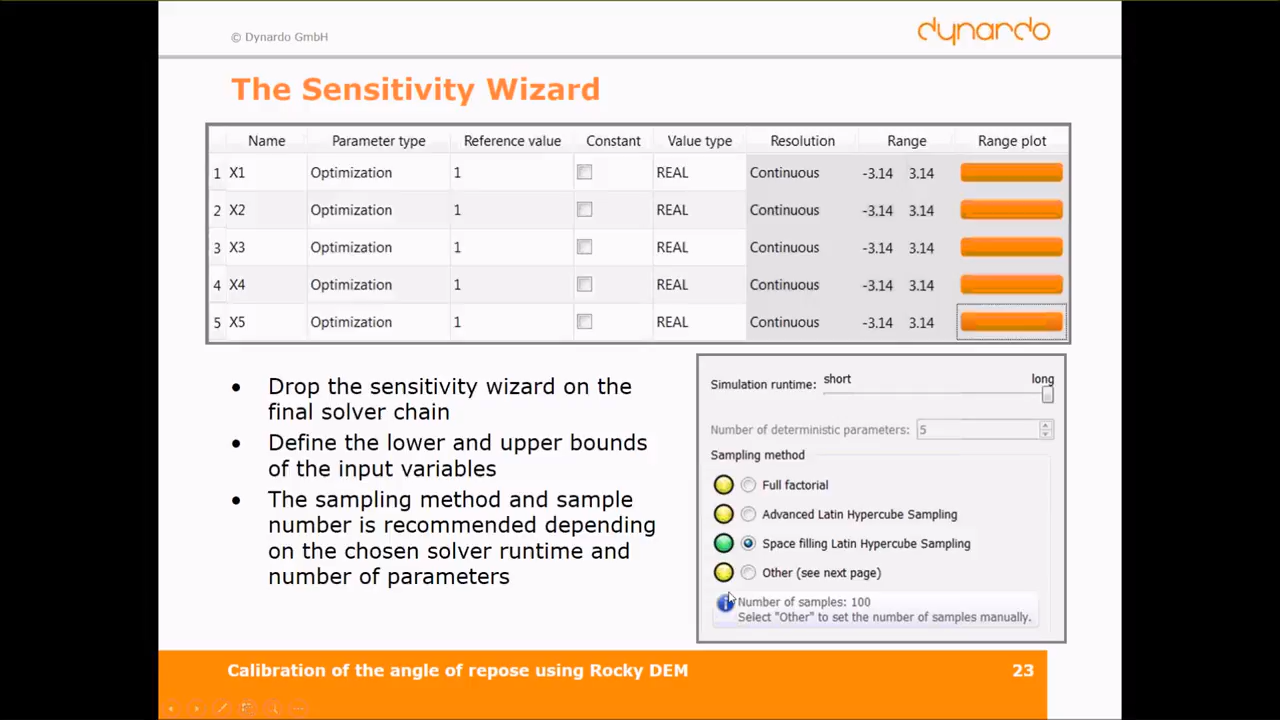 © Dynardo GmbH
dynardo
The Sensitivity Wizard
Name Parameter type Reference value Constant Value type Resolution Range Range plot
1 X1 Optimization 1 REAL Continuous -3.14 3.14
2 X2 Optimization 1 REAL Continuous -3.14 3.14
3 X3 Optimization 1 REAL Continuous -3.14 3.14
4 X4 Optimization 1 REAL Continuous -3.14 3.14
5 X5 Optimization 1 REAL Continuous -3.14 3.14
• Drop the sensitivity wizard on the
final solver chain
• Define the lower and upper bounds
of the input variables
• The sampling method and sample
number is recommended depending
on the chosen solver runtime and
number of parameters
Simulation runtime: short long
Number of deterministic parameters: 5
Sampling method
Full factorial
Advanced Latin Hypercube Sampling
Space filling Latin Hypercube Sampling
Other (see next page)
Number of samples: 100
Select "Other" to set the number of samples manually.
Calibration of the angle of repose using Rocky DEM 23